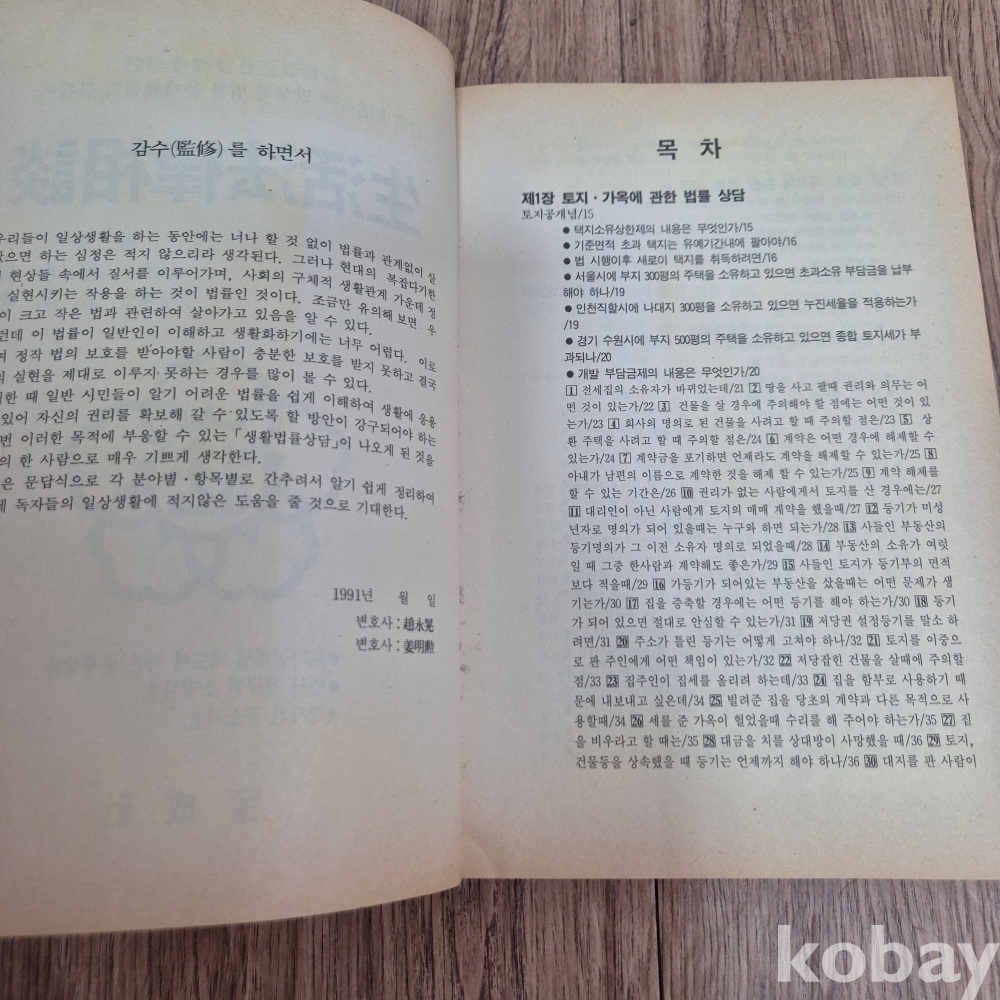 감수(監修)를 하면서
우리들이 일상생활을 하는 동안에는 너나 할 것 없이 법률과 관계없이 살
았으면 하는 심정은 적지 않으리라 생각된다. 그러나 현대의 복잡다기한
현상들 속에서 질서를 이루어가며, 사회의 구체적 생활관계 가운데 정
실현시키는 작용을 하는 것이 법률인 것이다. 조금만 유의해 보면 우
이 크고 작은 법과 관련하여 살아가고 있음을 알 수 있다.
런데 이 법률이 일반인이 이해하고 생활화하기에는 너무 어렵다. 이로
여 정작 법의 보호를 받아야할 사람이 충분한 보호를 받지 못하고 결국
의 실현을 제대로 이루지 못하는 경우를 많이 볼 수 있다.
한 때 일반 시민들이 어려운 법률을 쉽게 이해하여 생활에 응용
있어 자신의 권리를 확보해 갈 수 있도록 할 방안이 강구되어야 하는
번 이러한 목적에 부응할 수 있는 「생활법률상담」이 나오게 된 것을
의 한 사람으로 매우 기쁘게 생각한다.
은 문답식으로 각 분야별·항목별로 간추려서 알기 쉽게 정리하여
게 독자들의 일상생활에 적지않은 도움을 줄 것으로 기대한다.
1991년 월 일
변호사:趙永晃
변호사:姜明勲
목 차
제1장 토지·가옥에 관한 법률 상담
토지공개념/15
● 택지소유상한제의 내용은 무엇인가/15
● 기준면적 초과 택지는 유예기간내에 팔아야/16
● 법 시행이후 새로이 택지를 취득하려면/16
● 서울시에 부지 300평의 주택을 소유하고 있으면 초과소유 부담금을 납부
해야 하나/19
● 인천직할시에 나대지 300평을 소유하고 있으면 누진세율을 적용하는가
/19
● 경기 수원시에 부지 500평의 주택을 소유하고 있으면 종합 토지세가 부
과되나/20
● 개발 부담금제의 내용은 무엇인가/20
1 전세집의 소유자가 바뀌었는데/21 2 땅을 사고 팔때 권리와 의무는 어
떤 것이 있는가/22 3 건물을 살 경우에 주의해야 할 점에는 어떤 것이 있
나/23 4 회사의 명의로 된 건물을 사려고 할 때 주의할 점은/23 5 상
환 주택을 사려고 할 때 주의할 점은/24 6 계약은 어떤 경우에 해제할 수
있는가/24 7 계약금을 포기하면 언제라도 계약을 해제할 수 있는가/25 8
아내가 남편의 이름으로 계약한 것을 해제 할 수 있는가/25 9 계약 해제를
할 수 있는 기간은/26 10 권리가 없는 사람에게서 토지를 산 경우에는/27
11 대리인이 아닌 사람에게 토지의 매매 계약을 했을때/27 12 등기가 미성
년자로 명의가 되어 있을때는 누구와 하면 되는가/28 13 사들인 부동산의
등기명의가 그 이전 소유자 명의로 되었을때/28 14 부동산의 소유가 여럿
일 때 그중 한사람과 계약해도 좋은가/29 15 사들인 토지가 등기부의 면적
보다 적을때/29 16 가등기가 되어있는 부동산을 샀을때는 어떤 문제가 생
기는가/30 17 집을 증축할 경우에는 어떤 등기를 해야 하는가/30 18 등기
가 되어 있으면 절대로 안심할 수 있는가/31 19 저당권 설정등기를 말소 하
려면/31 20 주소가 틀린 등기는 어떻게 고쳐야 하나/32 21 토지를 이중으
로 판 주인에게 어떤 책임이 있는가/32 22 저당잡힌 건물을 살때에 주의할
점/33 23 집주인이 집세를 올리려 하는데/33 24 집을 함부로 사용하기 때
문에 내보내고 싶은데/34 25 빌려준 집을 당초의 계약과 다른 목적으로 사
용할때/34 26 세를 준 가옥이 헐었을때 수리를 해 주어야 하는가/35 27 집
을 비우라고 할 때는/35 28 대금을 치를 상대방이 사망했을 때/36 29 토지,
건물등을 상속했을 때 등기는 언제까지 해야 하나/36 30 대지를 판 사람이
kobay